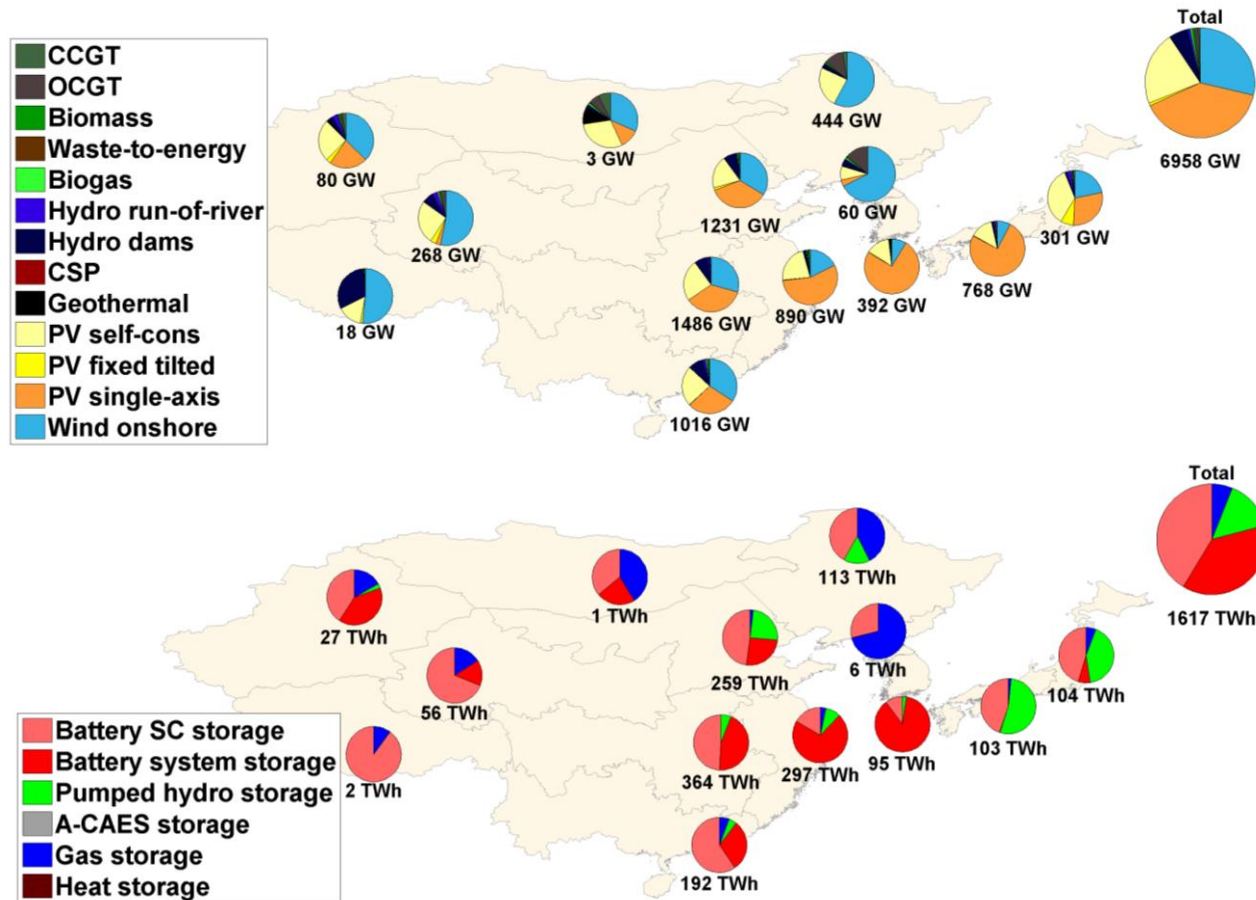 Total
CCGT
OCGT
Biomass
Waste-to-energy
Biogas
Hydro run-of-river
Hydro dams
CSP
Geothermal
PV self-cons
PV fixed tilted
PV single-axis
Wind onshore
444 GW
3 GW
6958 GW
80 GW
1231 GW
60 GW
301 GW
268 GW
768 GW
392 GW
890 GW
1486 GW
18 GW
1016 GW
Total
113 TWh
1 TWh
1617 TWh
27 TWh
259 TWh
6 TWh
104 TWh
56 TWh
103 TWh
95 TWh
297 TWh
364 TWh
2 TWh
192 TWh
Battery SC storage
Battery system storage
Pumped hydro storage
A-CAES storage
Gas storage
Heat storage